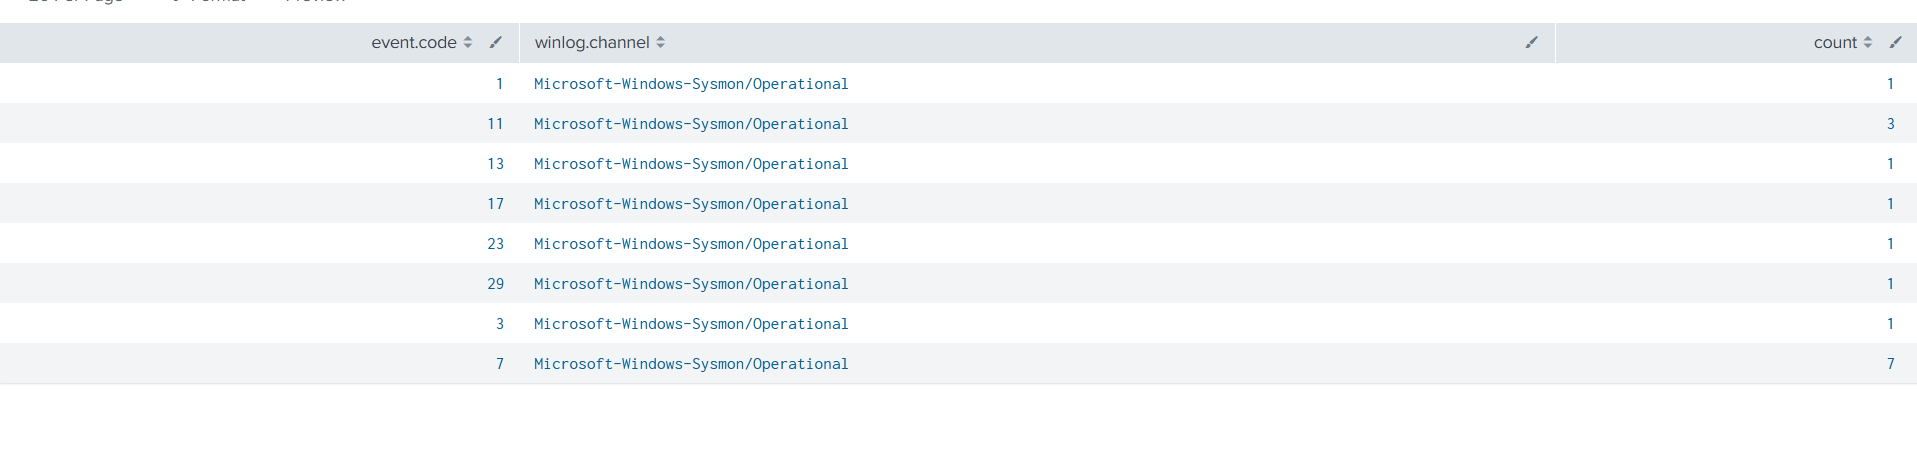 event.code winlog.channel count
1 Microsoft-Windows-Sysmon/Operational 1
11 Microsoft-Windows-Sysmon/Operational 3
13 Microsoft-Windows-Sysmon/Operational 1
17 Microsoft-Windows-Sysmon/Operational 1
23 Microsoft-Windows-Sysmon/Operational 1
29 Microsoft-Windows-Sysmon/Operational 1
3 Microsoft-Windows-Sysmon/Operational 1
7 Microsoft-Windows-Sysmon/Operational 7